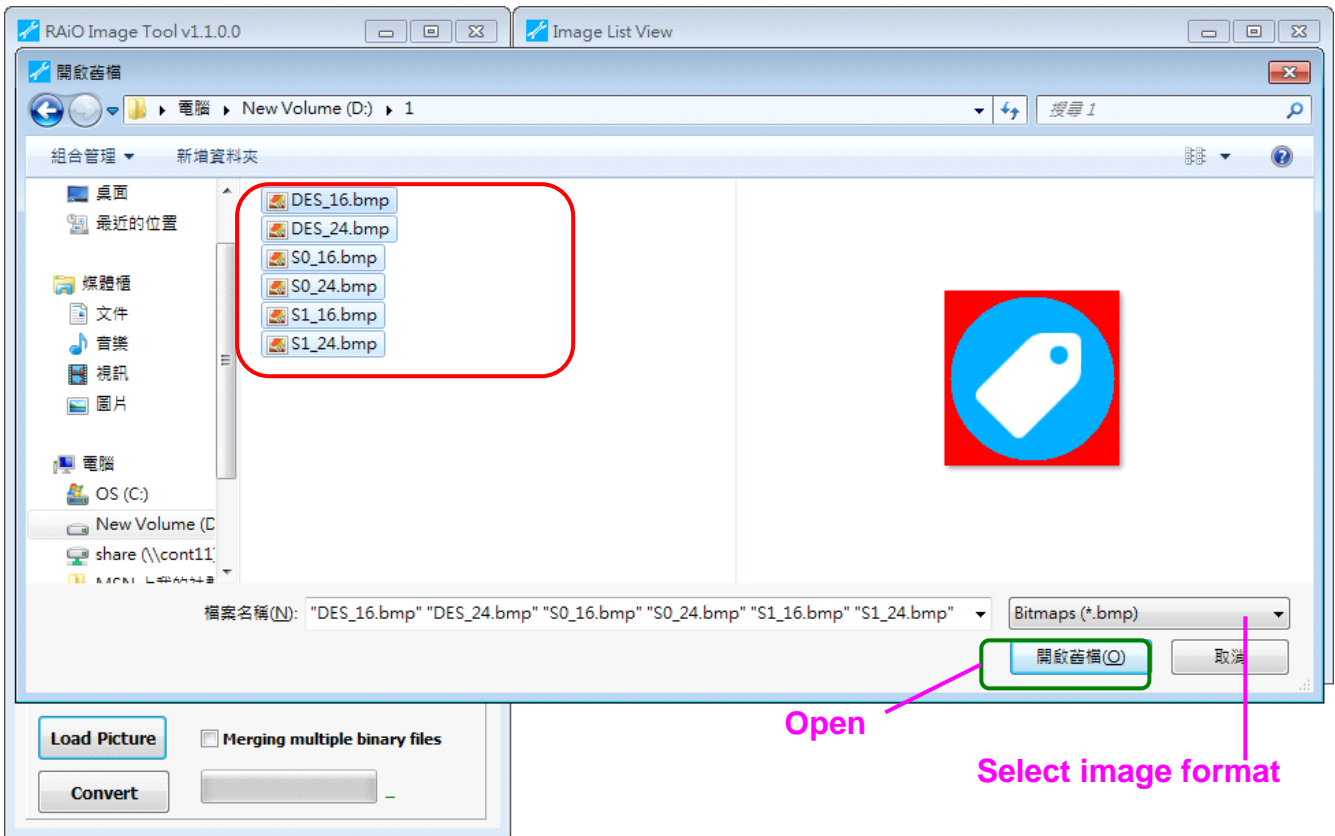 RAiO Image Tool v1.1.0.0
Image List View
開啟舊檔
電腦 New Volume (D:) 1
搜尋 1
組合管理 新增資料夾
桌面
最近的位置
媒體櫃
文件
音樂
視訊
圖片
電腦
OS (C:)
New Volume (D
share (\\cont11
DES_16.bmp
DES_24.bmp
S0_16.bmp
S0_24.bmp
S1_16.bmp
S1_24.bmp
檔案名稱(N): "DES_16.bmp" "DES_24.bmp" "S0_16.bmp" "S0_24.bmp" "S1_16.bmp" "S1_24.bmp" Bitmaps (*.bmp)
開啟舊檔(O) 取消
Open
Select image format
Load Picture Merging multiple binary files
Convert